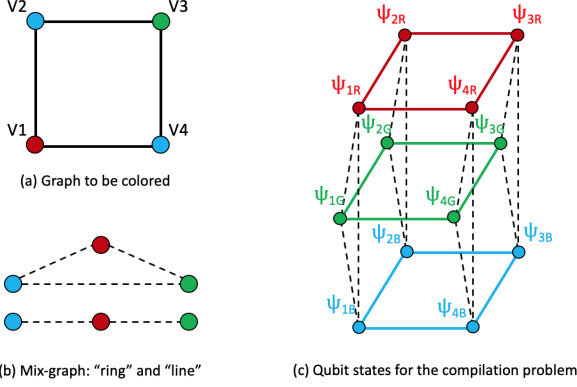 V2
V3
V1
V4
(a) Graph to be colored
(b) Mix-graph: “ring” and “line”
ψ2R
ψ3R
ψ1R
ψ4R
ψ2G
ψ3G
ψ1G
ψ4G
ψ2B
ψ3B
ψ1B
ψ4B
(c) Qubit states for the compilation problem